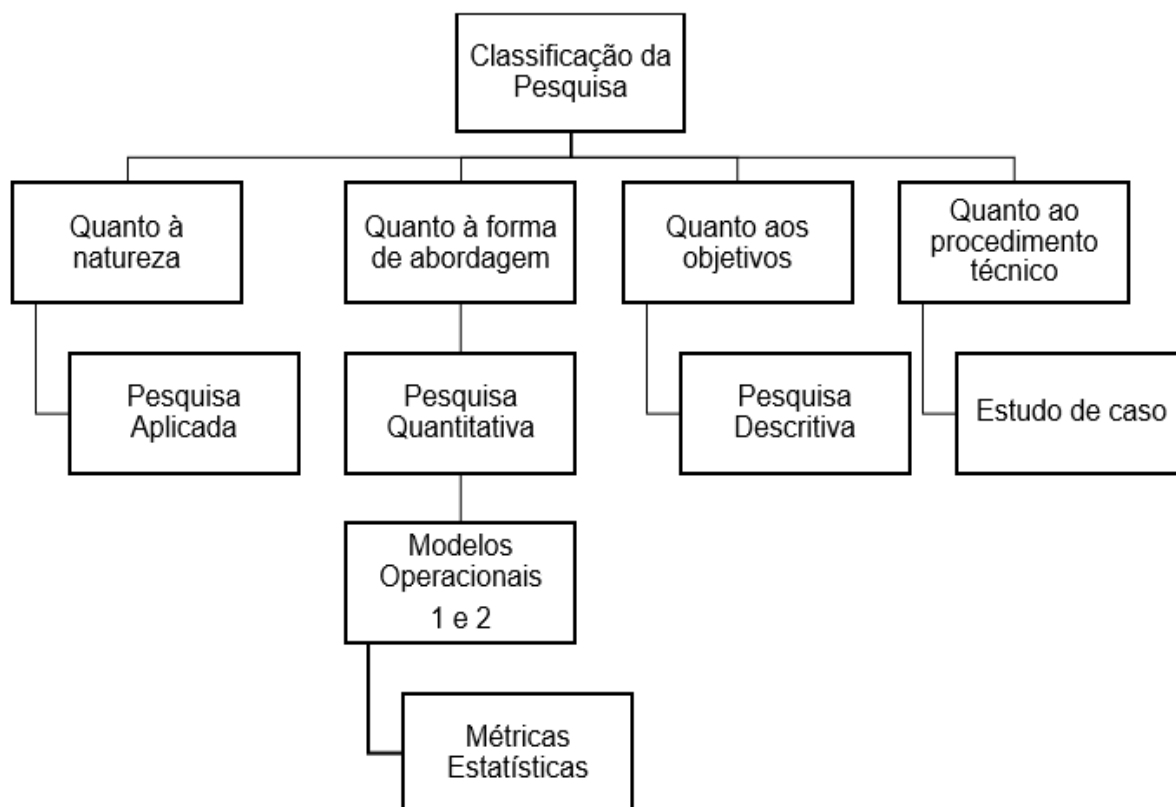 Classificação da
Pesquisa
Quanto à
natureza
Quanto à forma
de abordagem
Quanto aos
objetivos
Quanto ao
procedimento
técnico
Pesquisa
Aplicada
Pesquisa
Quantitativa
Pesquisa
Descritiva
Estudo de caso
Modelos
Operacionais
1 e 2
Métricas
Estatísticas